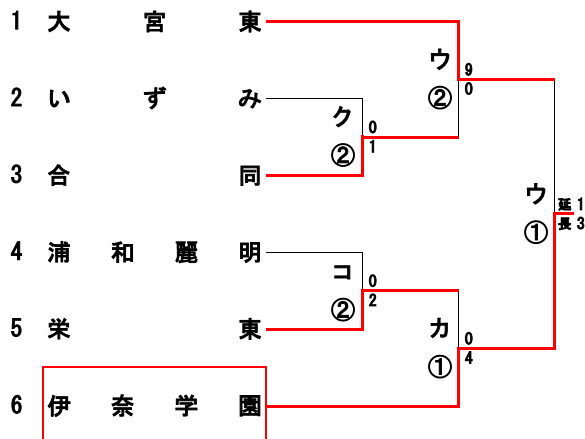 1 大宮東
ウ
9
② 0
2 いずみ
ク
0
② 1
3 合同
ウ
延 1
① 長 3
4 浦和麗明
コ
0
② 2
5 栄東
カ
0
① 4
6 伊奈学園